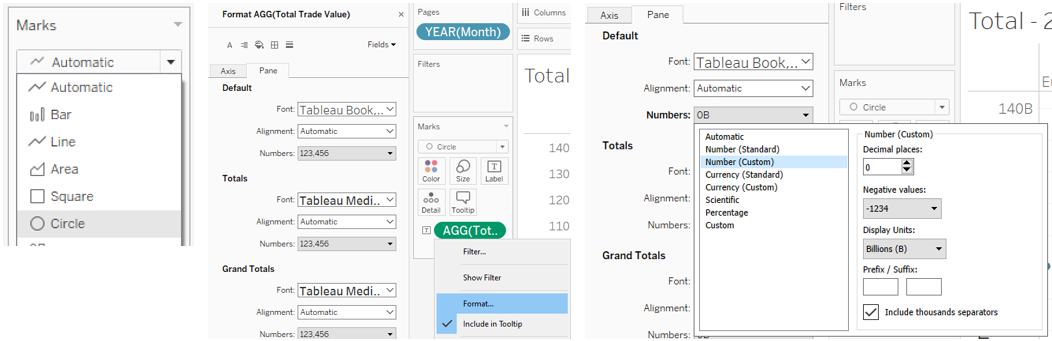 Marks
Automatic
Automatic
Bar
Line
Area
Square
Circle
Format AGG(Total Trade Value) ×
Fields
Axis Pane
Default
Font: Tableau Book,...
Alignment: Automatic
Numbers: 123,456
Totals
Font: Tableau Medi...
Alignment: Automatic
Numbers: 123,456
Grand Totals
Font: Tableau Medi...
Alignment: Automatic
Numbers: 123,456
Pages
YEAR(Month)
Filters
Marks
Circle
Color Size Label
Detail Tooltip
AGG(Tot..
Filter...
Show Filter
Format...
Include in Tooltip
Columns
Rows
Total
140
130
120
110
Axis Pane
Default
Font: Tableau Book,...
Alignment: Automatic
Numbers: 0B
Totals
Font:
Alignment:
Numbers:
Grand Totals
Font:
Alignment:
Numbers:
Filters
Marks
Circle
Total - 2
140B
Automatic
Number (Standard)
Number (Custom)
Currency (Standard)
Currency (Custom)
Scientific
Percentage
Custom
Number (Custom)
Decimal places:
0
Negative values:
-1234
Display Units:
Billions (B)
Prefix / Suffix:
Include thousands separators